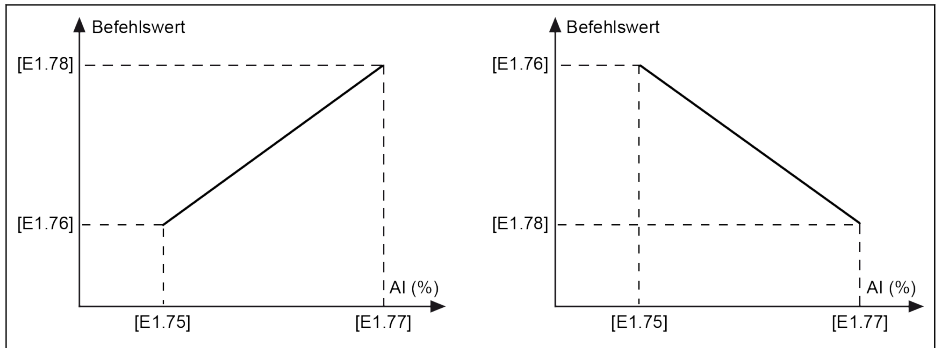 Befehlswert
[E1.78]
[E1.76]
AI (%)
[E1.75]
[E1.77]
Befehlswert
[E1.76]
[E1.78]
AI (%)
[E1.75]
[E1.77]